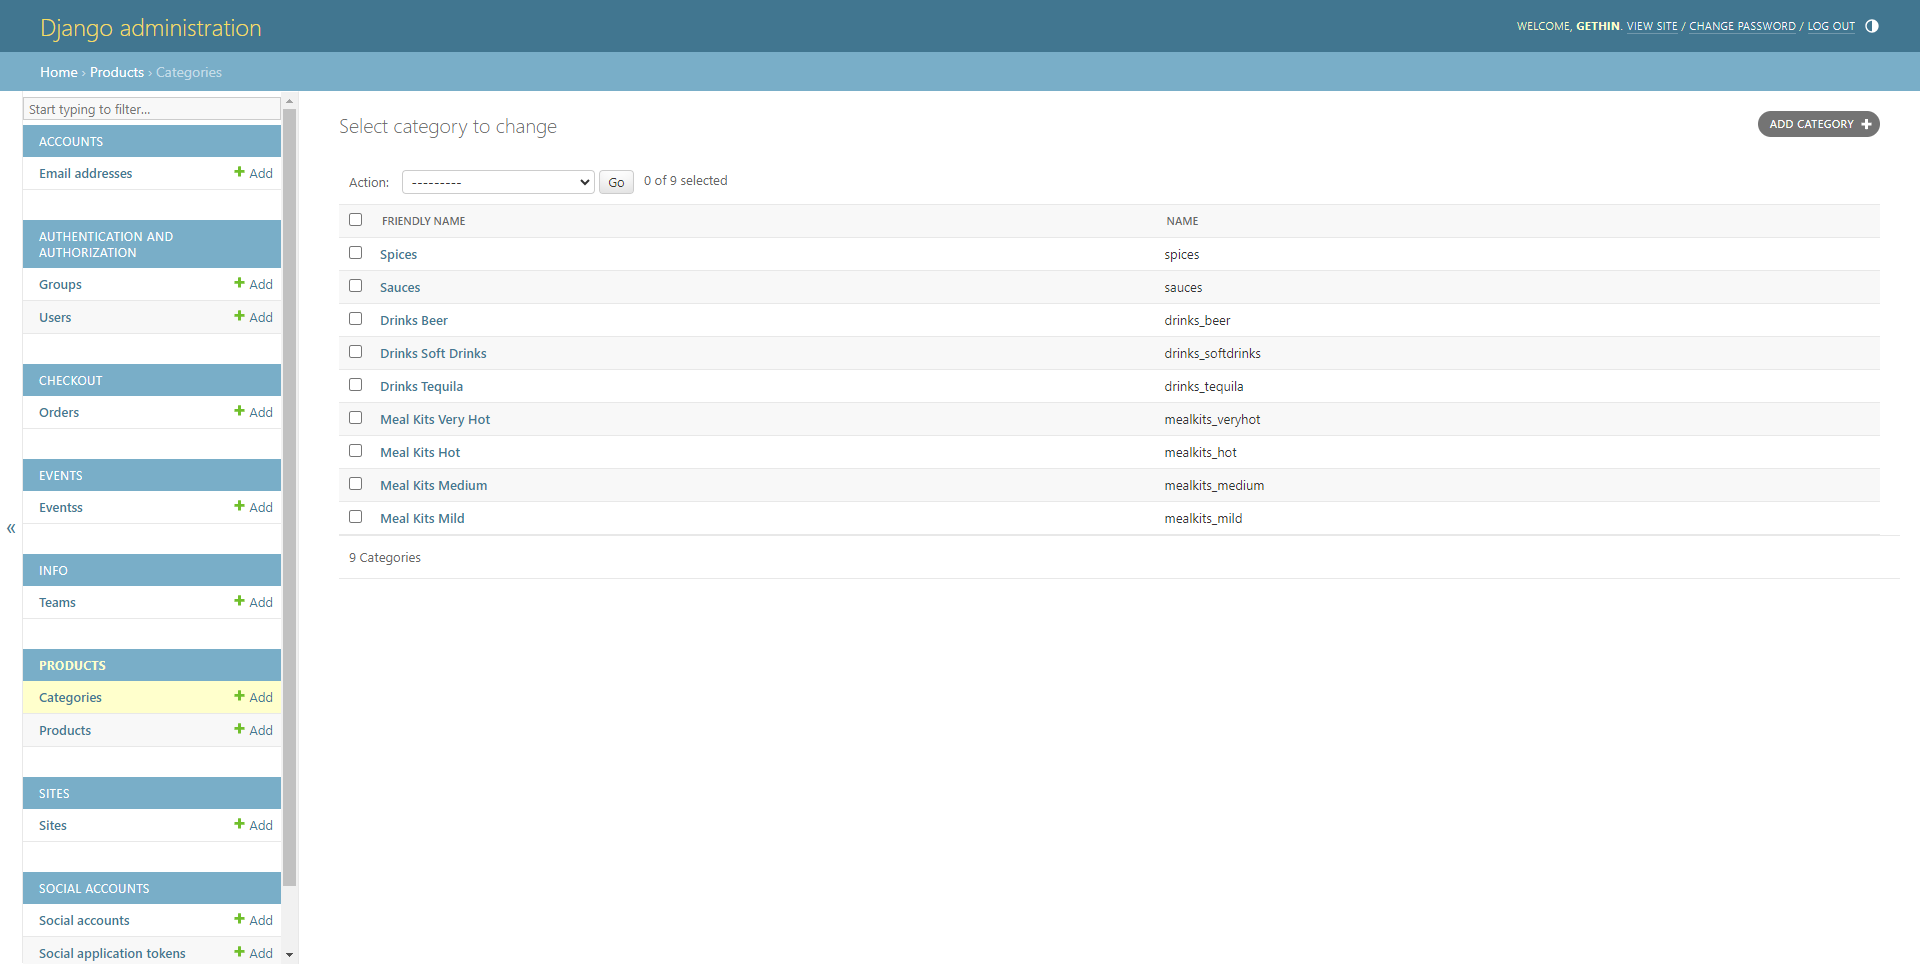 Django administration
WELCOME, GETHIN. VIEW SITE / CHANGE PASSWORD / LOG OUT
Home › Products › Categories
Start typing to filter...
ACCOUNTS
Email addresses Add
AUTHENTICATION AND
AUTHORIZATION
Groups Add
Users Add
CHECKOUT
Orders Add
EVENTS
Eventss Add
«
INFO
Teams Add
PRODUCTS
Categories Add
Products Add
SITES
Sites Add
SOCIAL ACCOUNTS
Social accounts Add
Social application tokens Add
Select category to change
ADD CATEGORY
Action: --------- Go 0 of 9 selected
FRIENDLY NAME NAME
Spices spices
Sauces sauces
Drinks Beer drinks_beer
Drinks Soft Drinks drinks_softdrinks
Drinks Tequila drinks_tequila
Meal Kits Very Hot mealkits_veryhot
Meal Kits Hot mealkits_hot
Meal Kits Medium mealkits_medium
Meal Kits Mild mealkits_mild
9 Categories